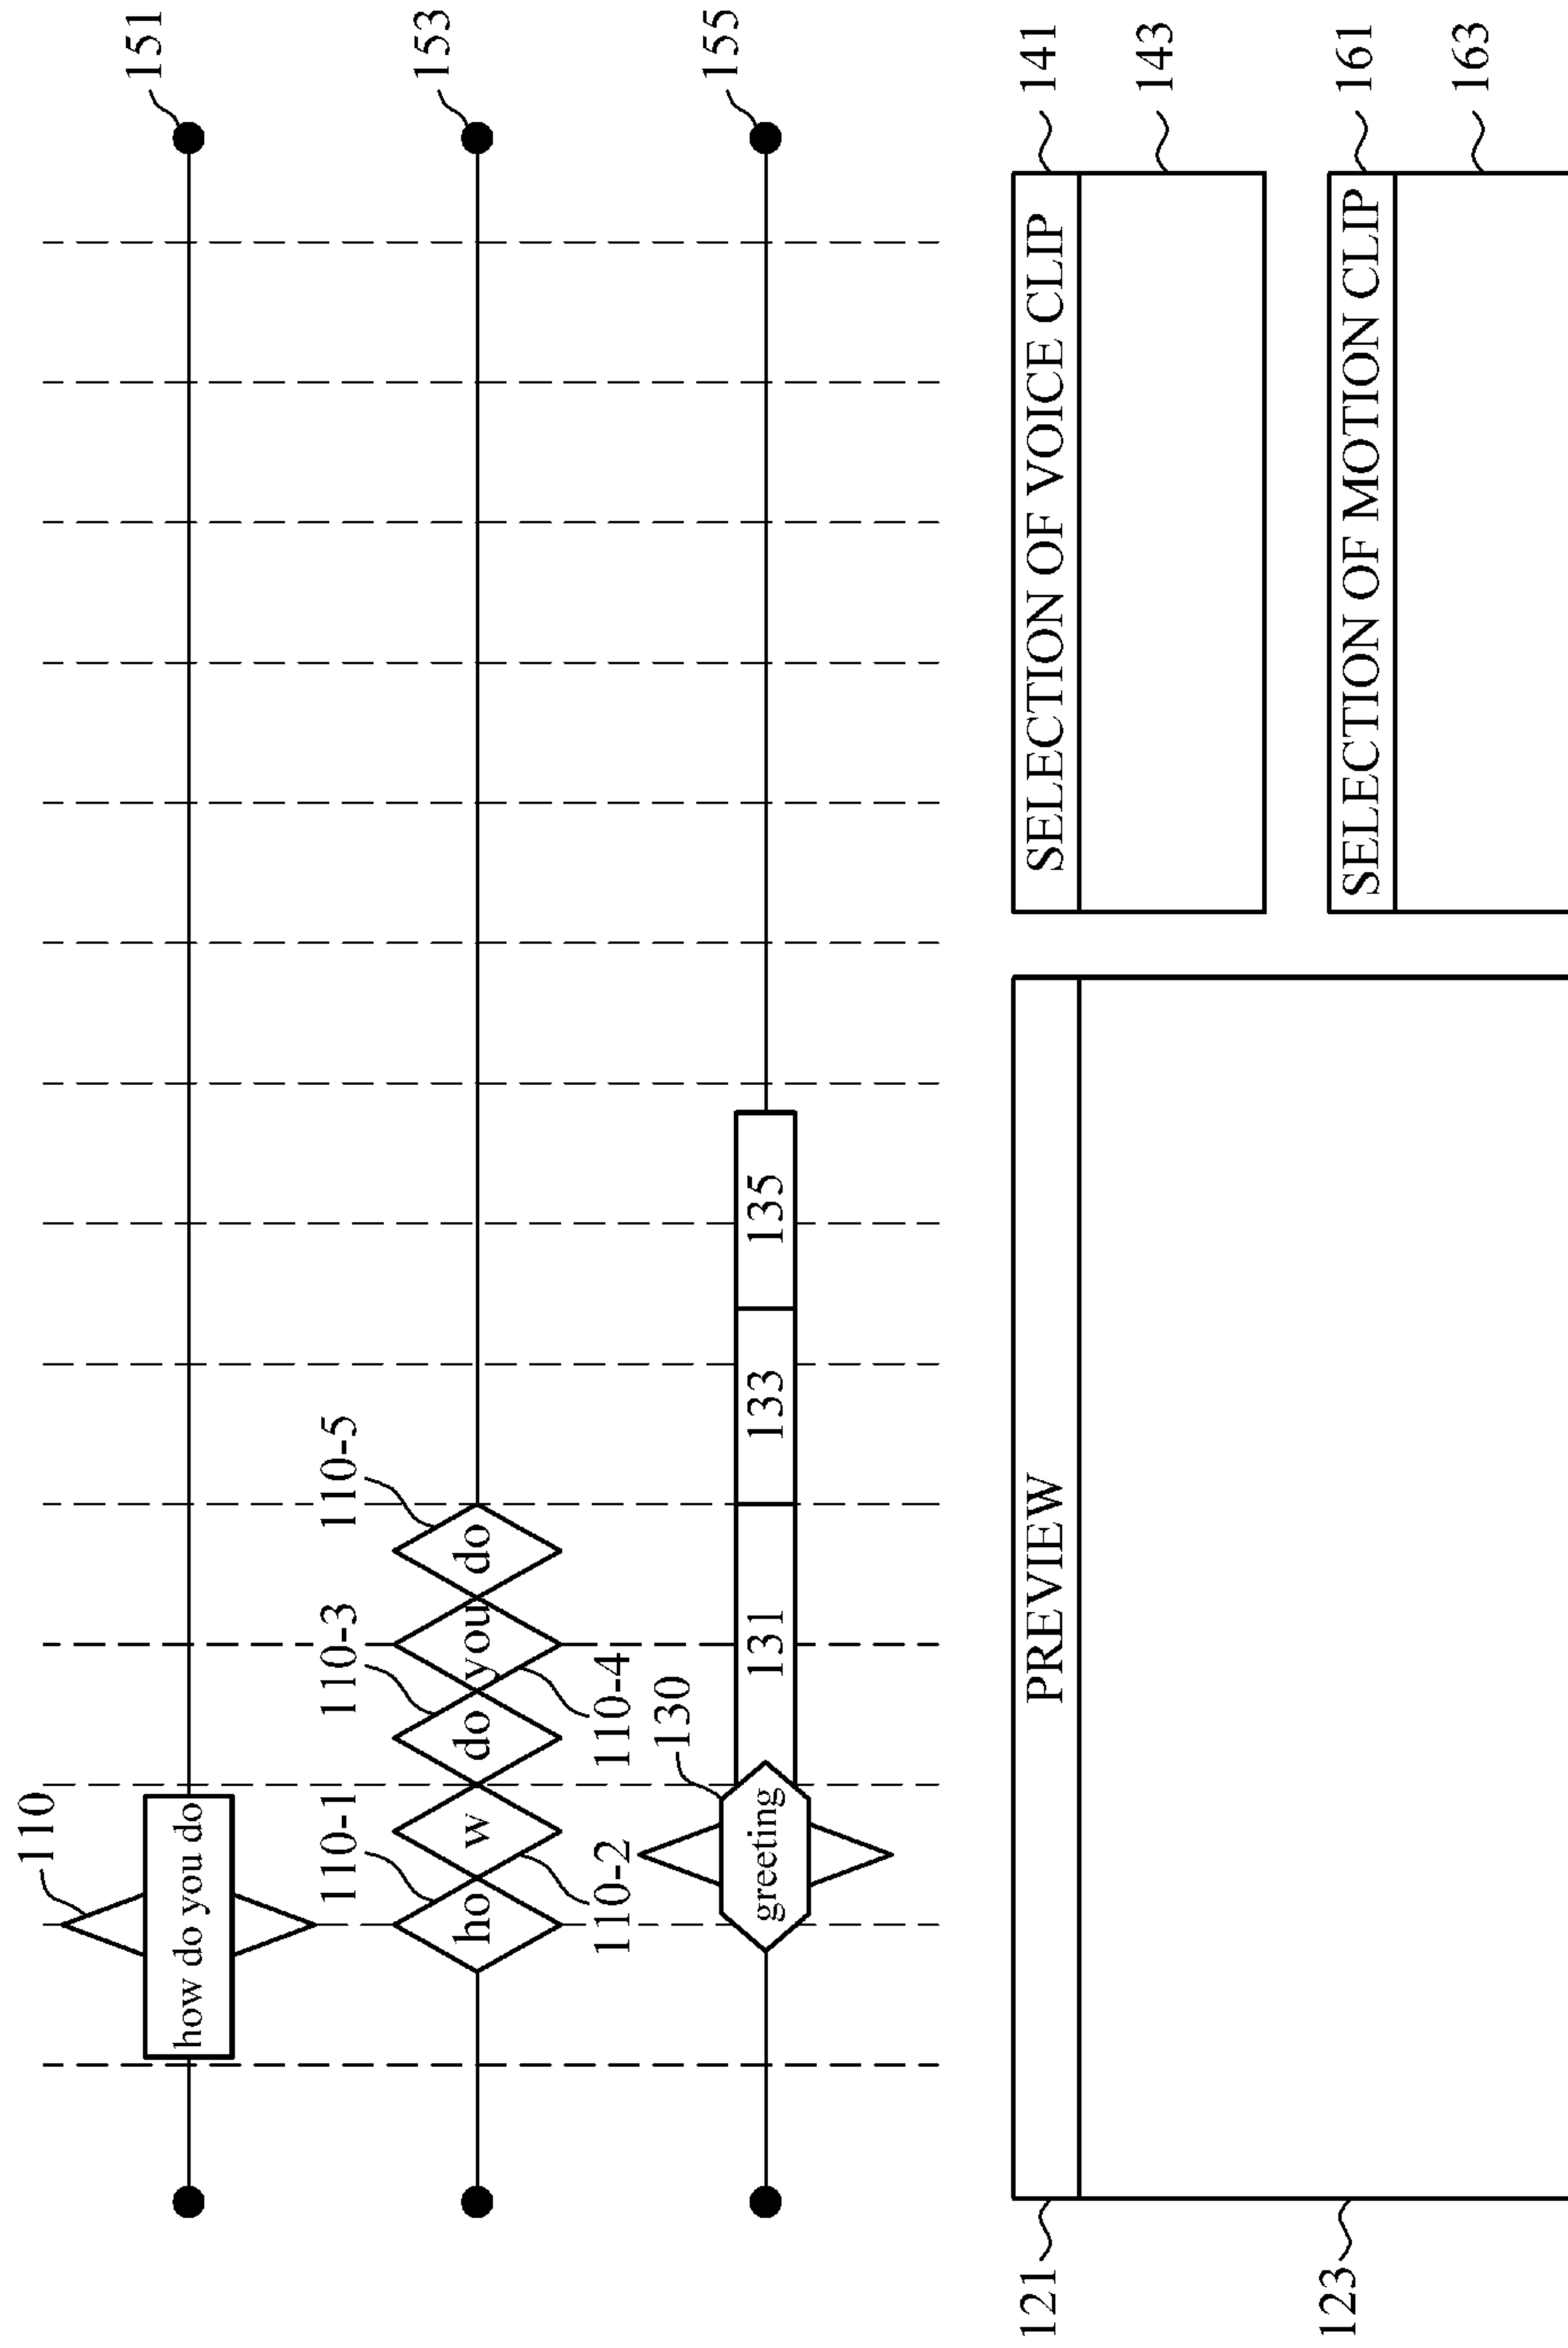 110
how do you do
151
110-1
110-3
110-5
ho
w
do
you
do
153
110-2
110-4
130
greeting
131
133
135
155
121
PREVIEW
SELECTION OF VOICE CLIP
141
143
123
SELECTION OF MOTION CLIP
161
163